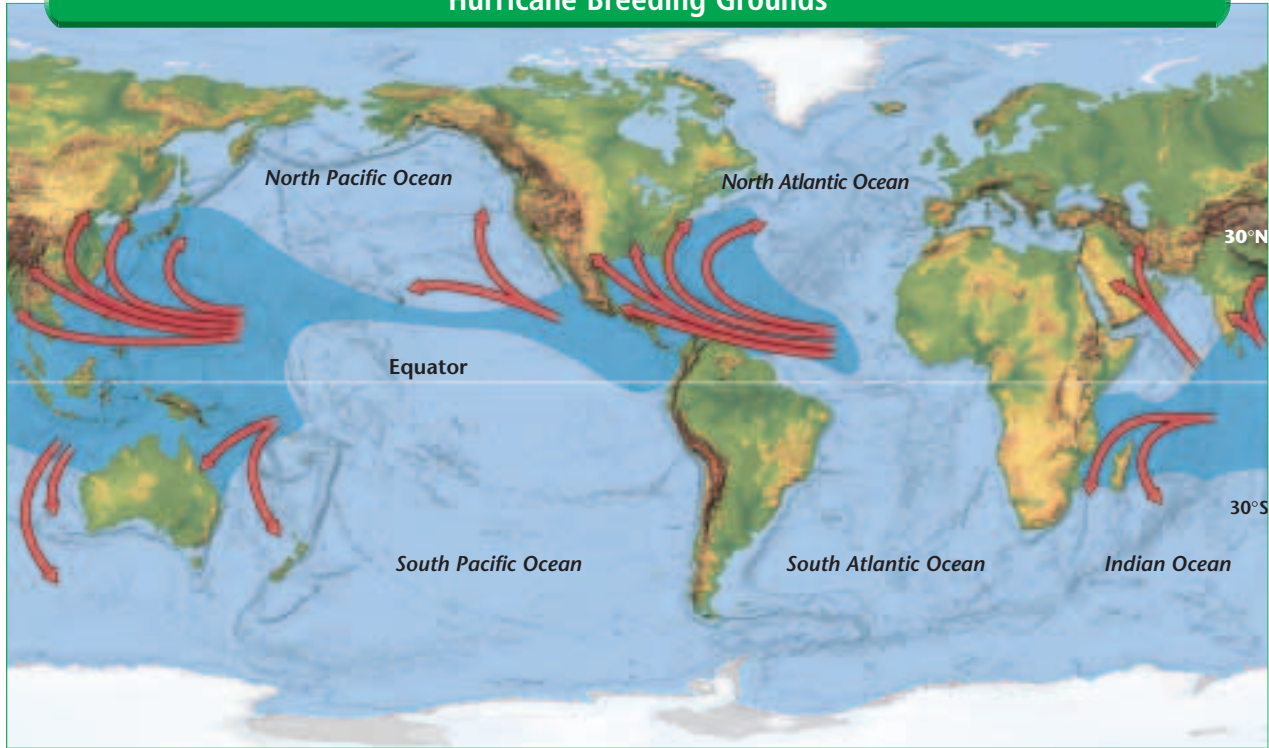 Hurricane Breeding Grounds
North Pacific Ocean
North Atlantic Ocean
30°N
Equator
30°S
South Pacific Ocean
South Atlantic Ocean
Indian Ocean